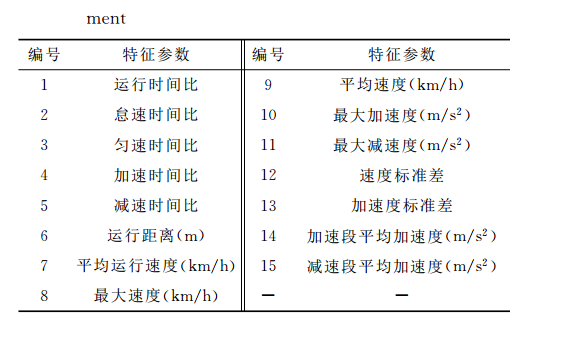 ment
编号 特征参数 编号 特征参数
1 运行时间比 9 平均速度(km/h)
2 怠速时间比 10 最大加速度(m/s²)
3 匀速时间比 11 最大减速度(m/s²)
4 加速时间比 12 速度标准差
5 减速时间比 13 加速度标准差
6 运行距离(m) 14 加速段平均加速度(m/s²)
7 平均运行速度(km/h) 15 减速段平均加速度(m/s²)
8 最大速度(km/h) — —